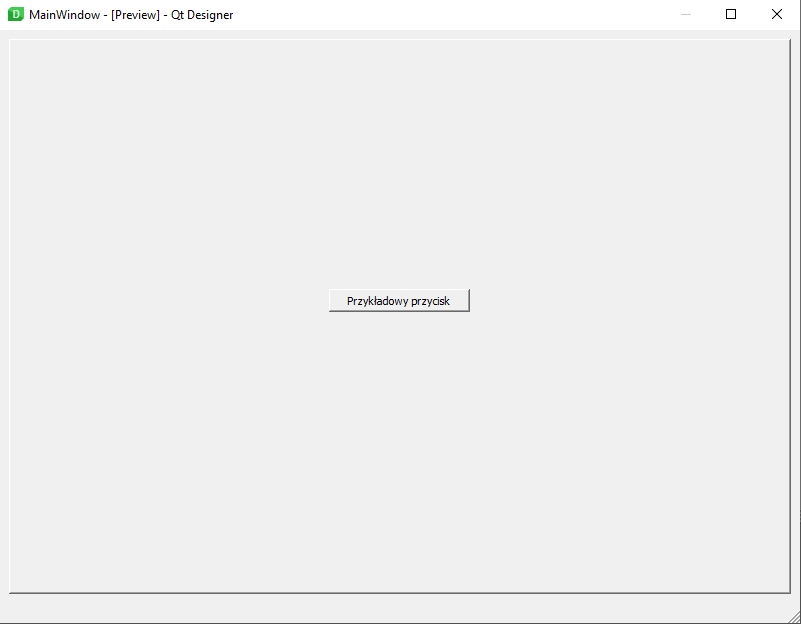 D MainWindow - [Preview] - Qt Designer
Przykładowy przycisk